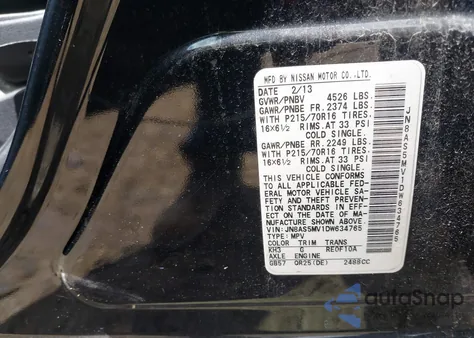 MFD BY NISSAN MOTOR CO.,LTD.
DATE 2/13
GVWR/PNBV 4526 LBS.
GAWR/PNBE FR. 2374 LBS.
WITH P215/70R16 TIRES.
16X6½ RIMS.AT 33 PSI
COLD SINGLE.
GAWR/PNBE RR. 2249 LBS.
WITH P215/70R16 TIRES.
16X6½ RIMS.AT 33 PSI
COLD SINGLE.
THIS VEHICLE CONFORMS
TO ALL APPLICABLE FED-
ERAL MOTOR VEHICLE SA-
FETY AND THEFT PREVEN-
TION STANDARDS IN EFF-
ECT ON THE DATE OF MA-
NUFACTURE SHOWN ABOVE.
VIN: JN8AS5MV1DW634765
TYPE: MPV
COLOR TRIM TRANS
KH3 G RE0F10A
AXLE ENGINE
GB57 QR25(DE) 2488CC
JN8AS5MV1DW634765
autoSnap